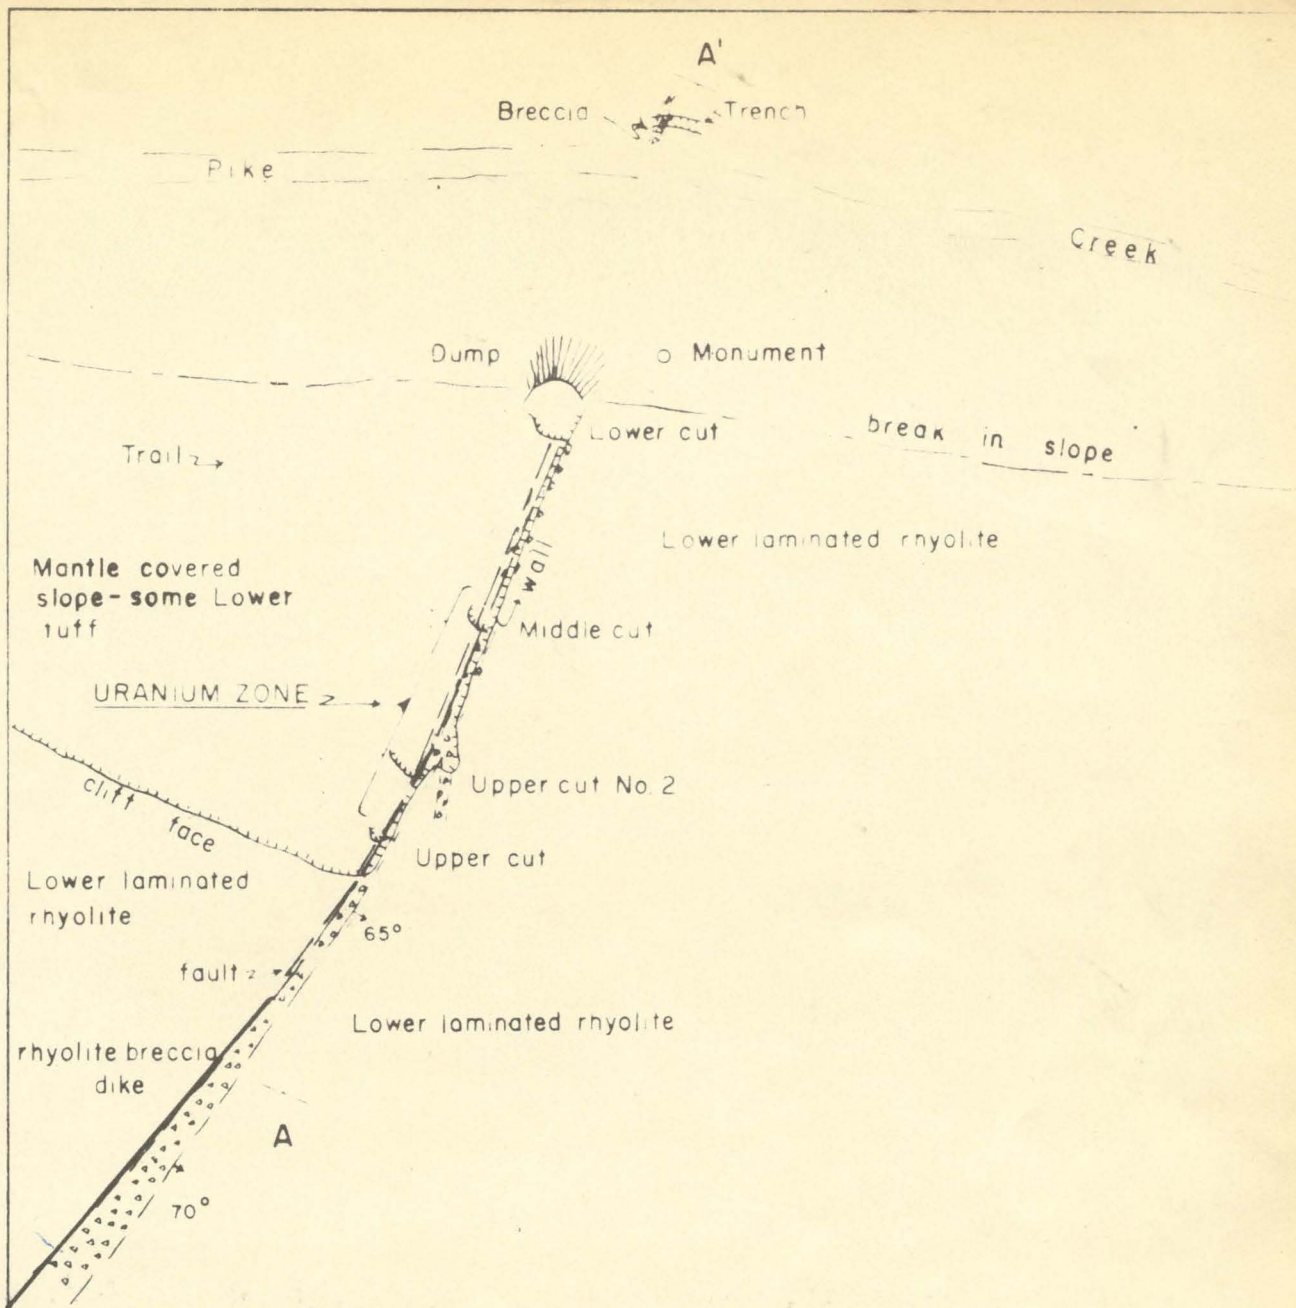 A'
Breccia
Trench
Pike
Creek
Dump
Monument
Lower cut
break in slope
Trail
Lower laminated rhyolite
wall
Mantle covered
slope - some Lower
tuff
Middle cut
URANIUM ZONE
cliff face
Upper cut No. 2
Upper cut
Lower laminated
rhyolite
65°
fault
Lower laminated rhyolite
rhyolite breccia
dike
A
70°